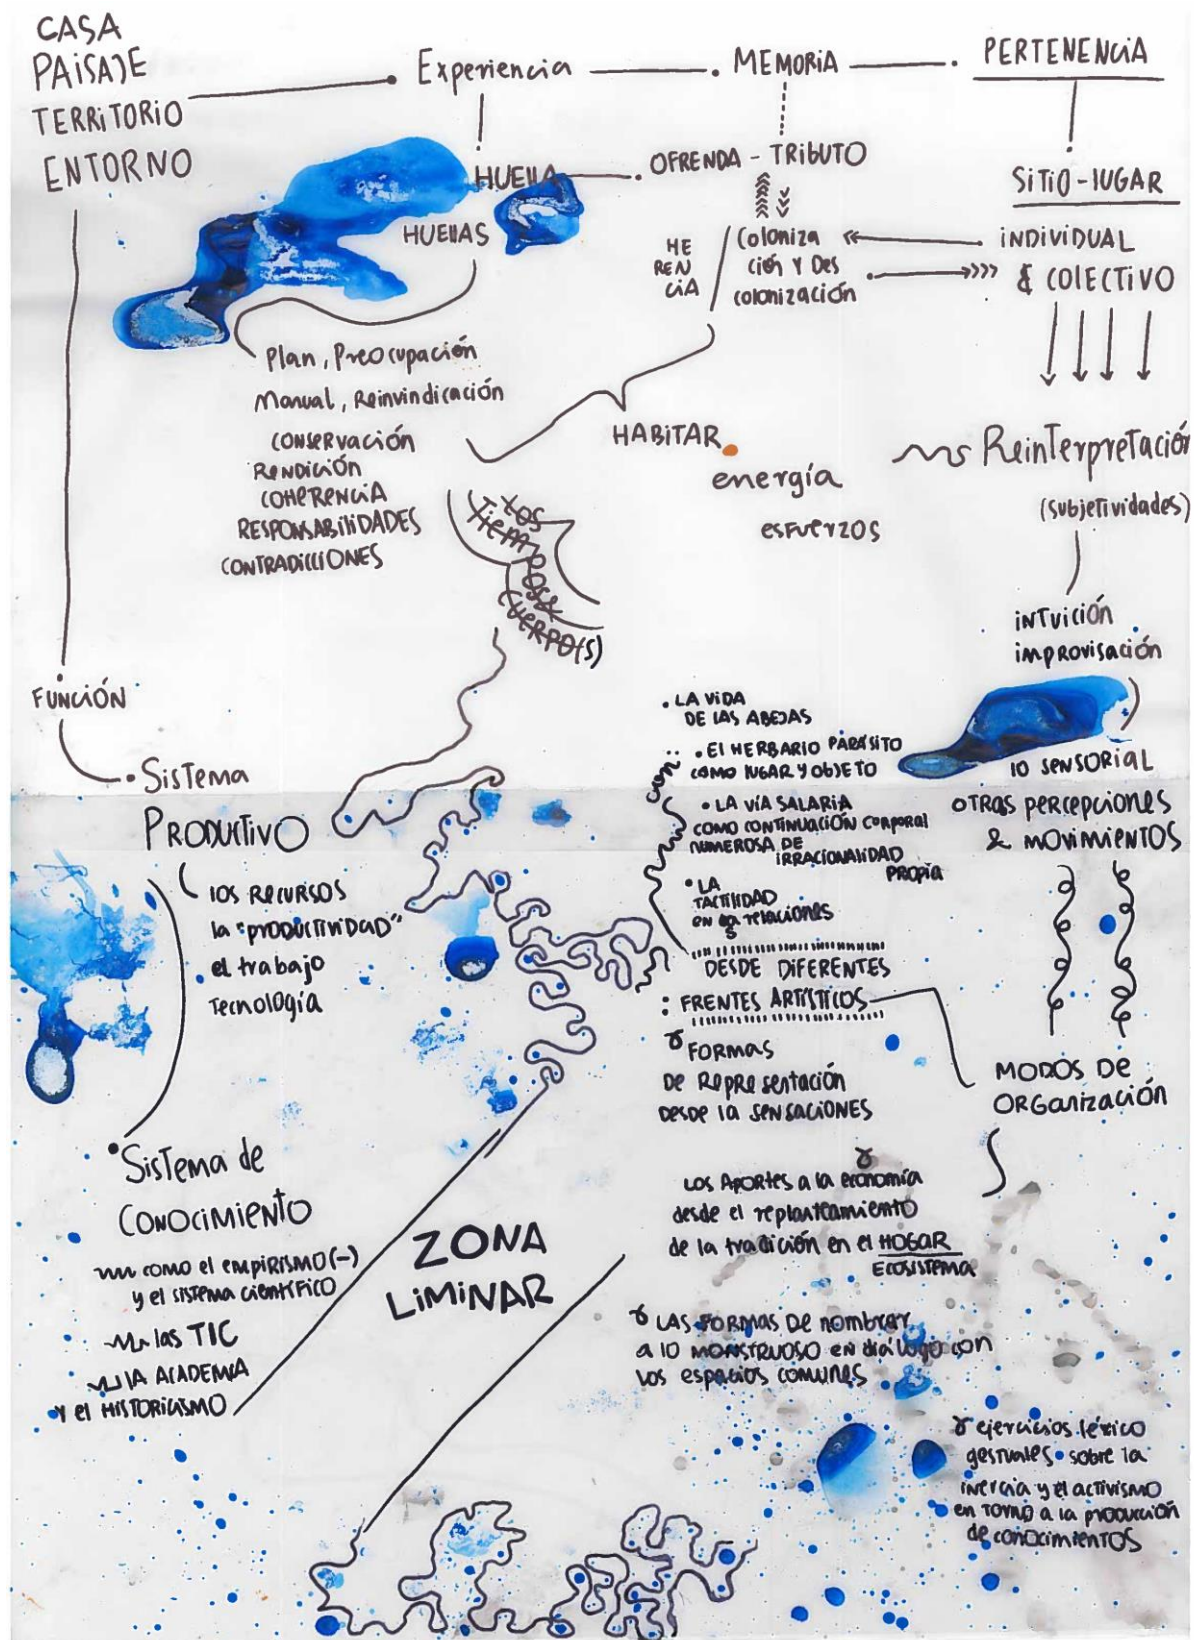 CASA
PAISAJE
TERRITORIO
ENTORNO
Experiencia
MEMORIA
PERTENENCIA
HUELLA
OFRENDA - TRIBUTO
SITIO-LUGAR
HUELLAS
HE
REN
CIA
Coloniza
ción Y Des
colonización
INDIVIDUAL
& COLECTIVO
Plan, Preocupación
Manual, Reinvindicación
CONSERVACIÓN
RENDICIÓN
COHERENCIA
RESPONSABILIDADES
CONTRADICCIONES
HABITAR
energía
esfuerzos
Reinterpretación
(subjetividades)
LOS
Tiempos &
CUERPO(S)
INTUICIÓN
IMPROVISACIÓN
FUNCIÓN
Sistema
PRODUCTIVO
los RECURSOS
la "PRODUCTIVIDAD"
el trabajo
Tecnología
con:
LA VIDA
DE LAS ABEJAS
El HERBARIO PARÁSITO
COMO lUGAR Y OBJETO
LA VÍA SALARIA
COMO CONTINUACIÓN CORPORAL
NUMEROSA DE
IRRACIONALIDAD
PROPIA
LA
TACTILIDAD
en las relaciones
DESDE DIFERENTES
FRENTES ARTÍSTICOS
FORMAS
DE Representación
DESDE la SENSACIONES
lo SENSORIAL
OTRAS percepciones
& MOVIMIENTOS
MODOS DE
ORGanización
Sistema de
CONOCIMIENTO
como el empirismo (-)
y el sistema científico
las TIC
lA ACADEMIA
Y el HISTORICISMO
ZONA
LIMINAR
los Aportes a la economía
desde el replanteamiento
de la tradición en el HOGAR
ECOSISTEMA
LAS FORMAS DE nombrar
a lo MONSTRUOSO en diálogo con
los espacios comunes
ejercicios léxico
gestuales sobre la
inercia y el activismo
en Torno a la producción
de conocimientos